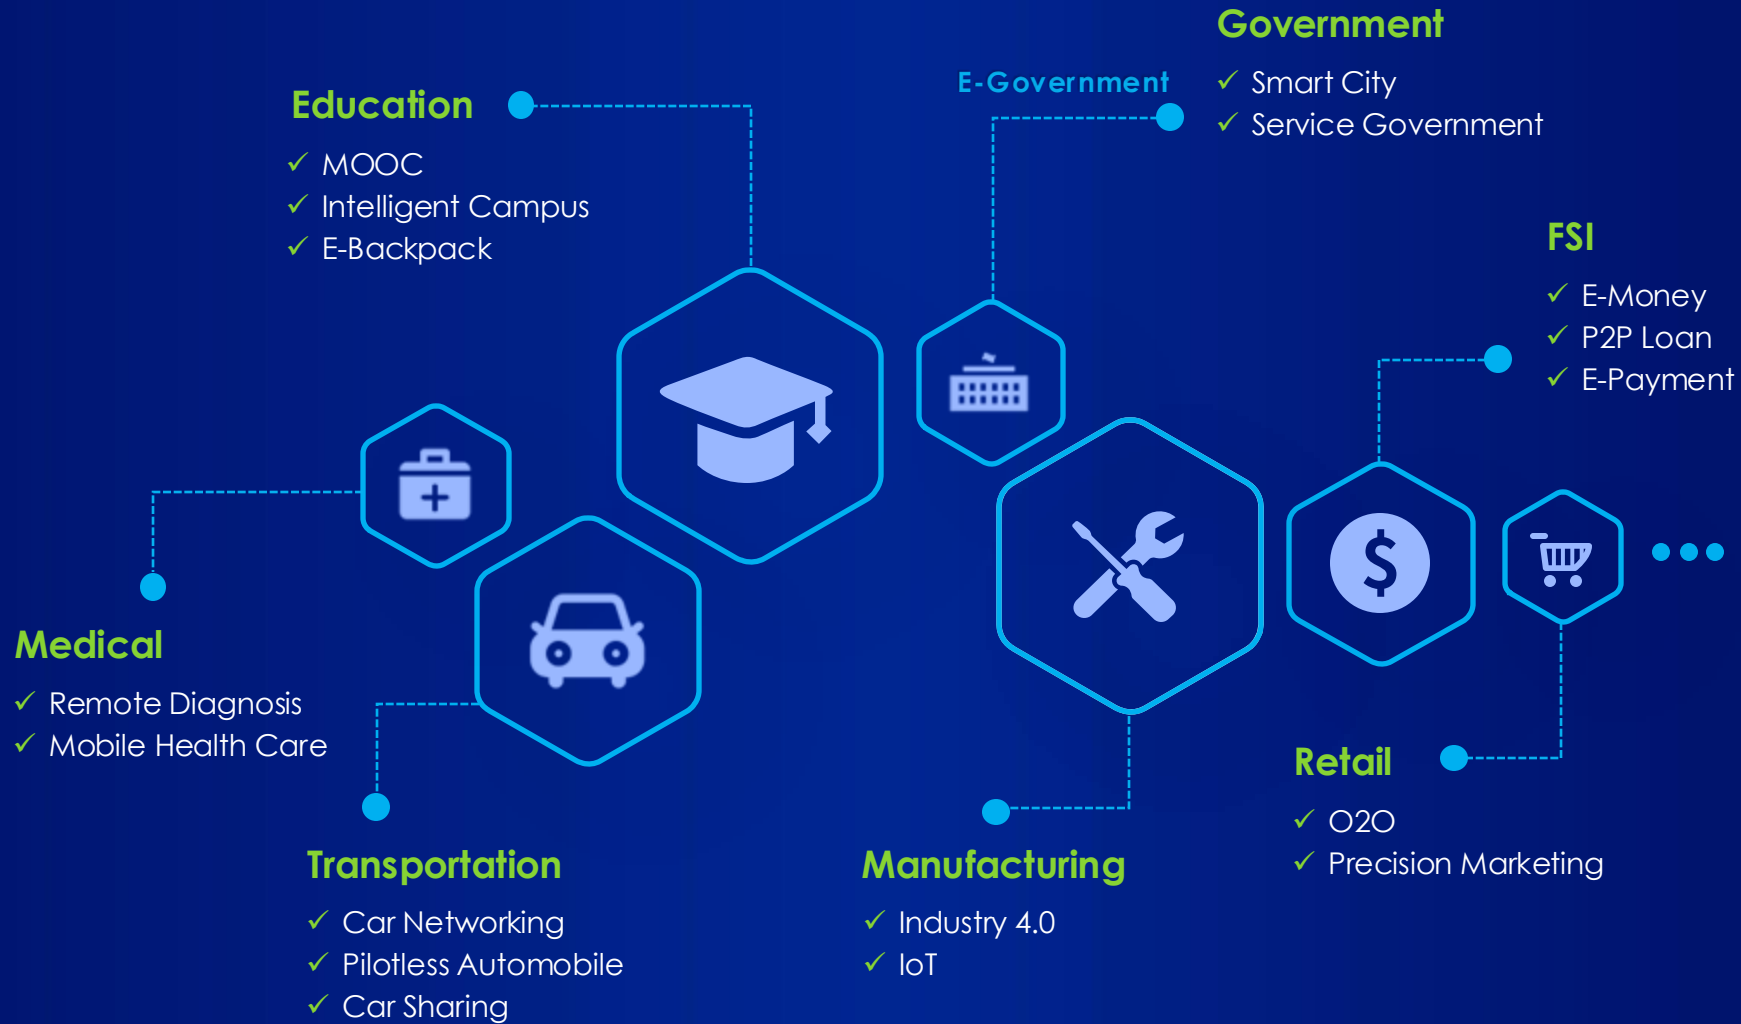 Government
E-Government
✓ Smart City
✓ Service Government
Education
✓ MOOC
✓ Intelligent Campus
✓ E-Backpack
FSI
✓ E-Money
✓ P2P Loan
✓ E-Payment
Medical
✓ Remote Diagnosis
✓ Mobile Health Care
Transportation
✓ Car Networking
✓ Pilotless Automobile
✓ Car Sharing
Manufacturing
✓ Industry 4.0
✓ IoT
Retail
✓ O2O
✓ Precision Marketing
$